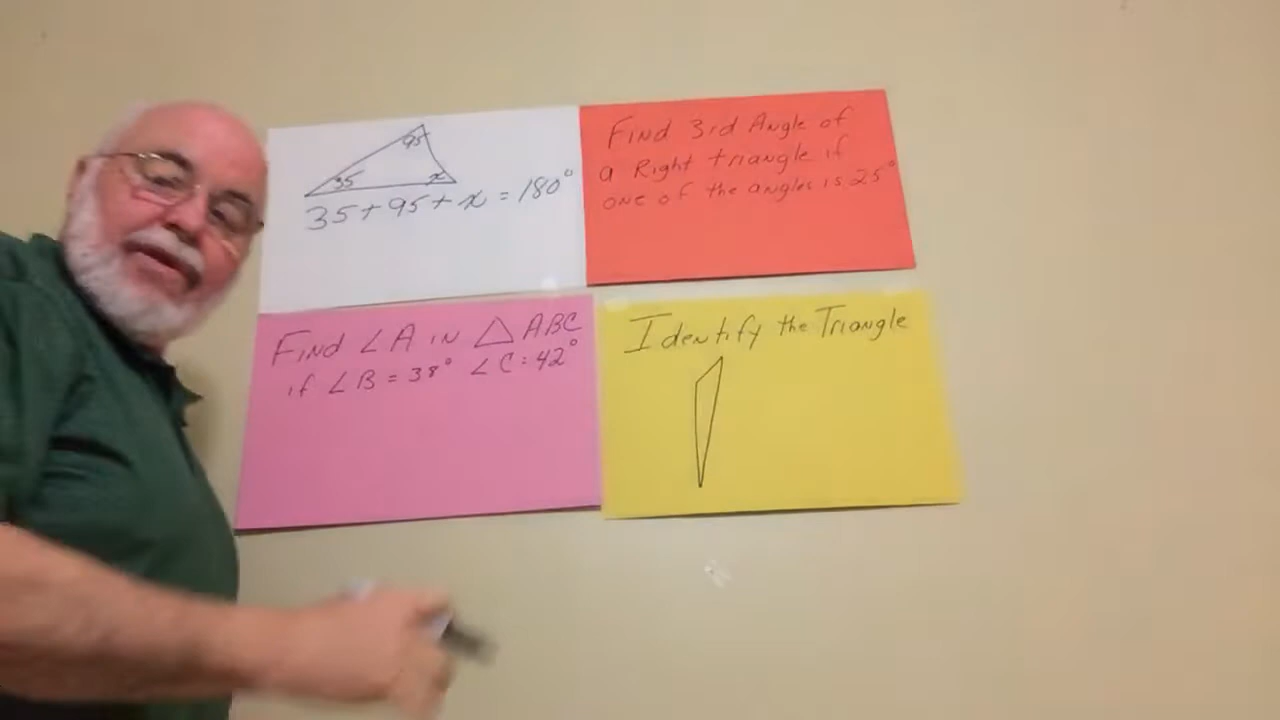 95
35 x
35 + 95 + x = 180°
Find 3rd Angle of
a Right triangle if
one of the angles is 25°
Find ∠A in △ABC
if ∠B = 38° ∠C = 42°
Identify the Triangle